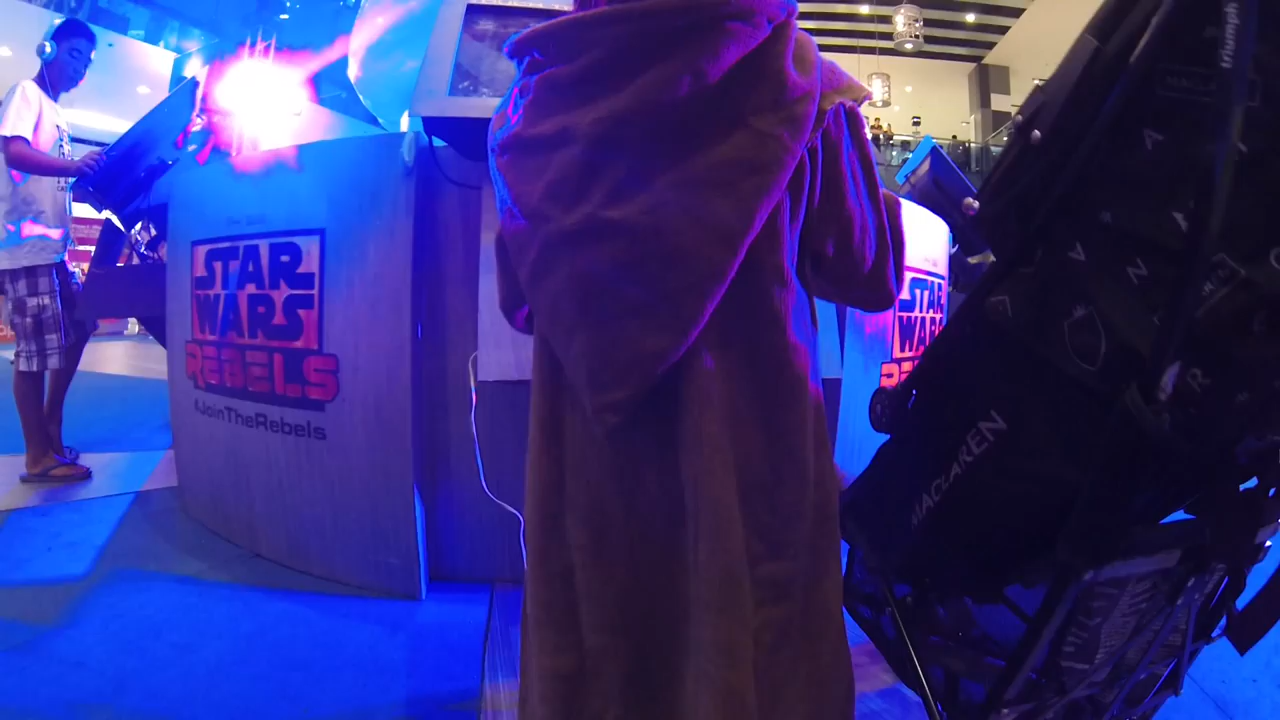 STAR
WARS
REBELS
#JoinTheRebels
STAR
WARS
MACLAREN
triumph